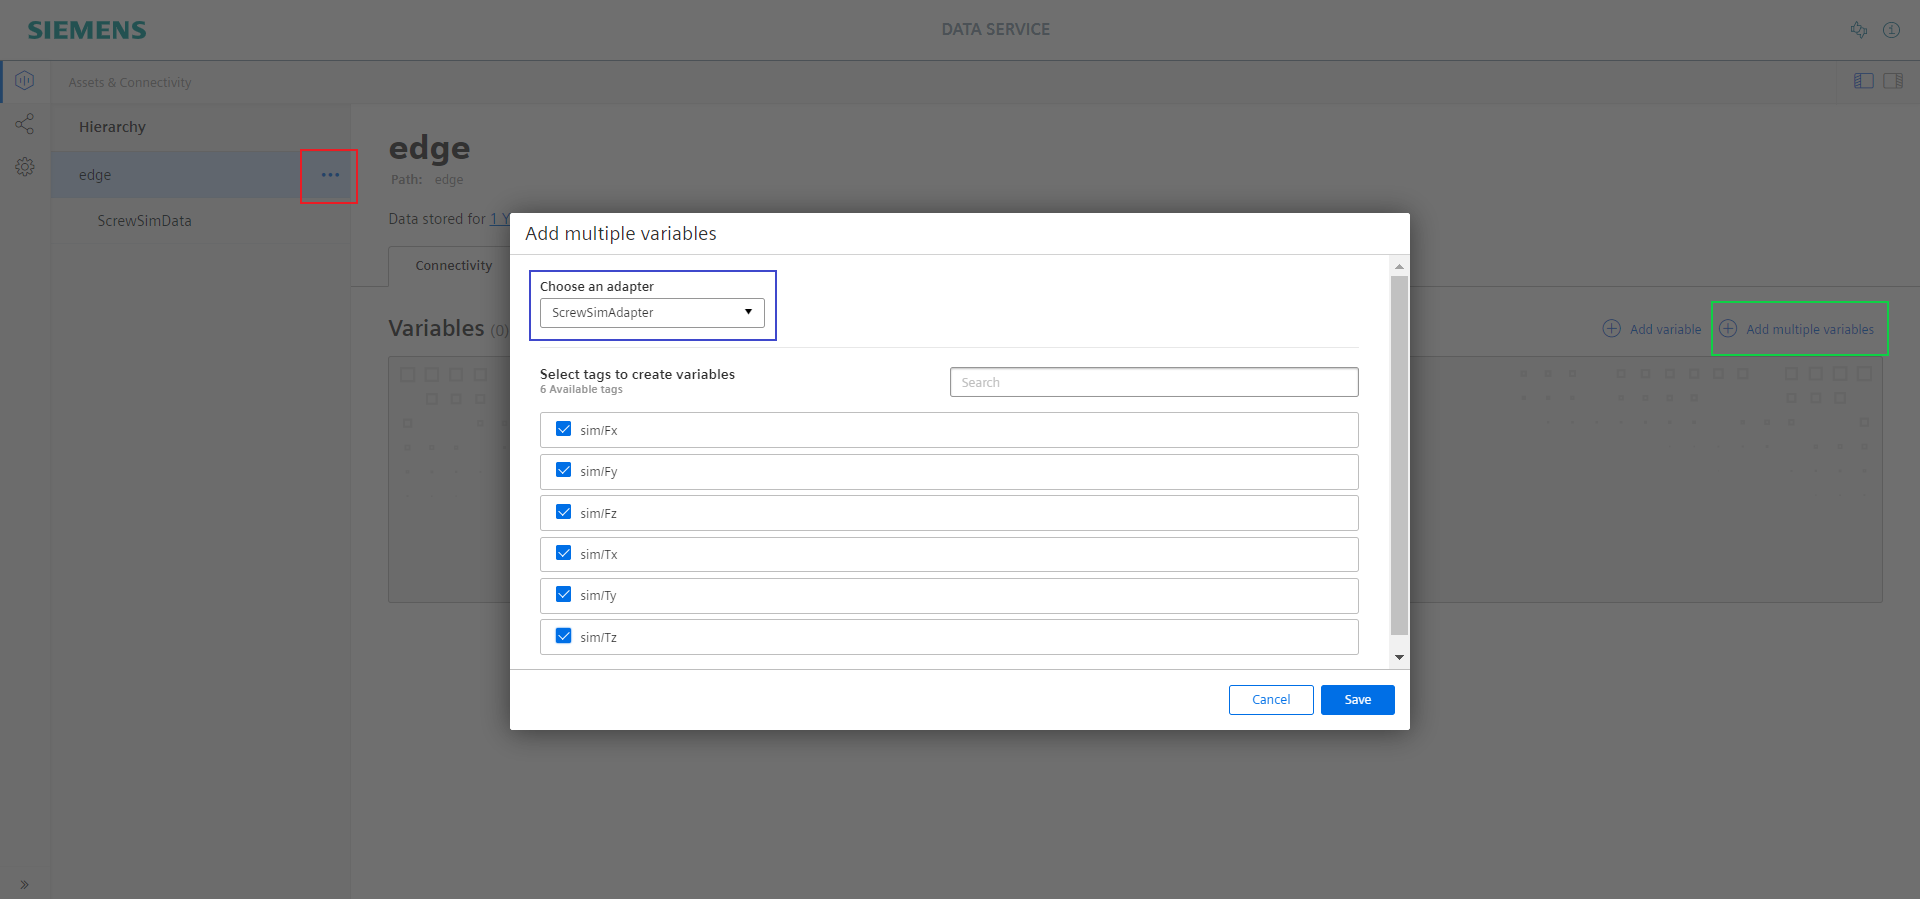 SIEMENS
DATA SERVICE
Assets & Connectivity
Hierarchy
edge
ScrewSimData
edge
Path: edge
Data stored for 1 Y
Connectivity
Variables (0)
Add variable
Add multiple variables
Add multiple variables
Choose an adapter
ScrewSimAdapter
Select tags to create variables
6 Available tags
Search
sim/Fx
sim/Fy
sim/Fz
sim/Tx
sim/Ty
sim/Tz
Cancel
Save